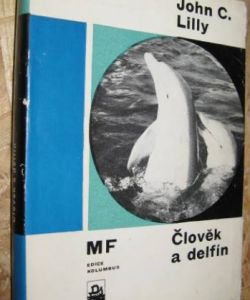 John C.
Lilly
MF
EDICE
KOLUMBUS
Člověk
a delfín